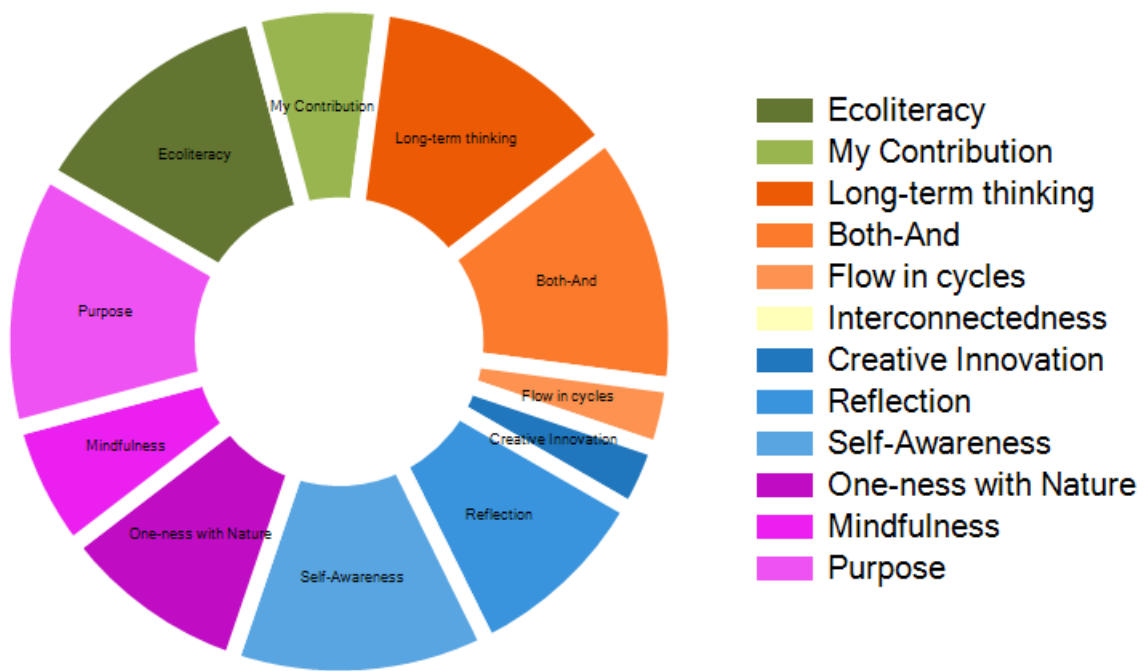 My Contribution
Long-term thinking
Ecoliteracy
Both-And
Purpose
Flow in cycles
Creative Innovation
Mindfulness
Reflection
One-ness with Nature
Self-Awareness
Ecoliteracy
My Contribution
Long-term thinking
Both-And
Flow in cycles
Interconnectedness
Creative Innovation
Reflection
Self-Awareness
One-ness with Nature
Mindfulness
Purpose